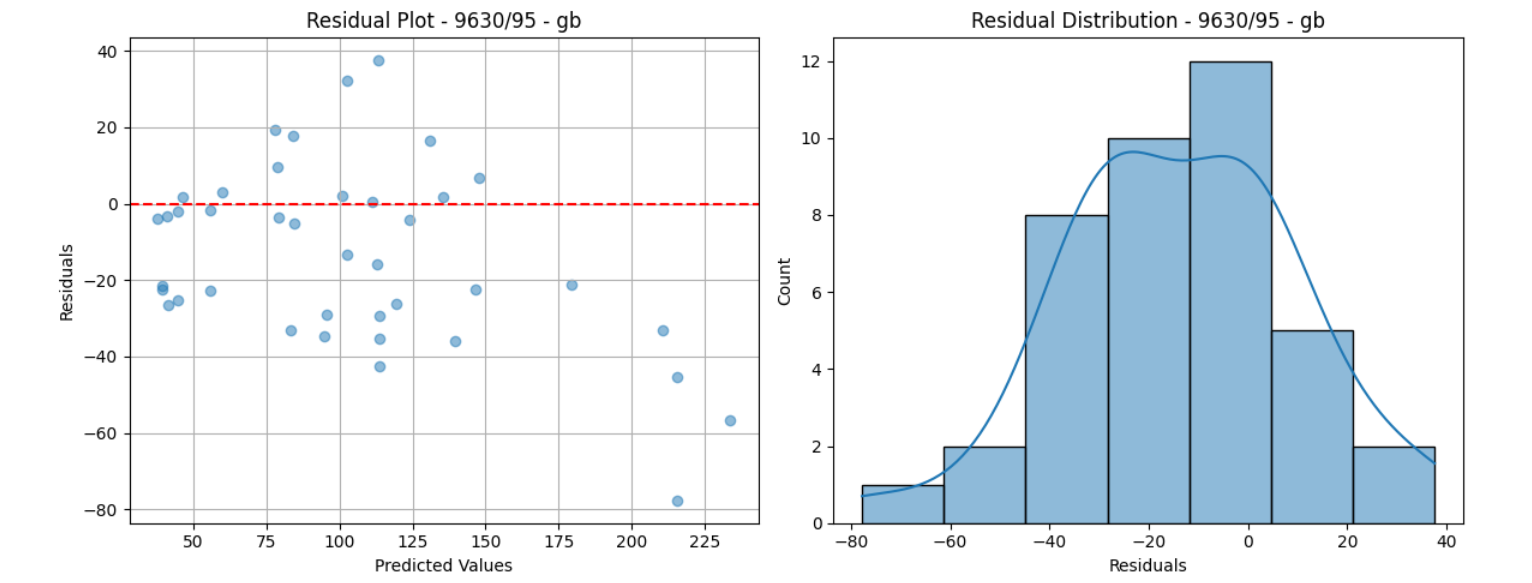 Residual Plot - 9630/95 - gb
Residuals
40
20
0
−20
−40
−60
−80
50 75 100 125 150 175 200 225
Predicted Values
Residual Distribution - 9630/95 - gb
Count
12
10
8
6
4
2
0
−80 −60 −40 −20 0 20 40
Residuals